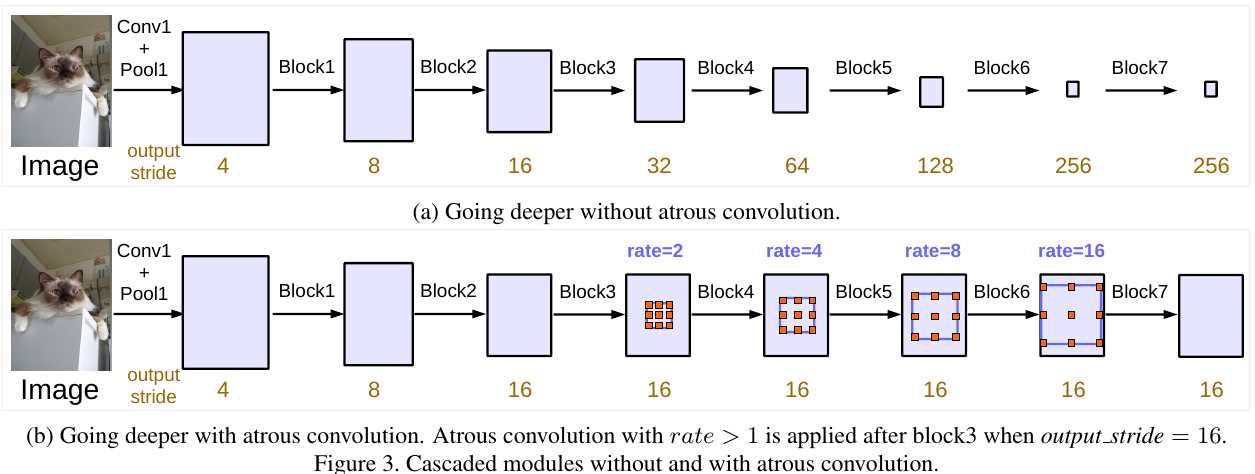 Conv1
+
Pool1
Block1
Block2
Block3
Block4
Block5
Block6
Block7
Image
output
stride
4
8
16
32
64
128
256
256
(a) Going deeper without atrous convolution.
Conv1
+
Pool1
Block1
Block2
Block3
rate=2
Block4
rate=4
Block5
rate=8
Block6
rate=16
Block7
Image
output
stride
4
8
16
16
16
16
16
16
(b) Going deeper with atrous convolution. Atrous convolution with rate > 1 is applied after block3 when output_stride = 16.
Figure 3. Cascaded modules without and with atrous convolution.